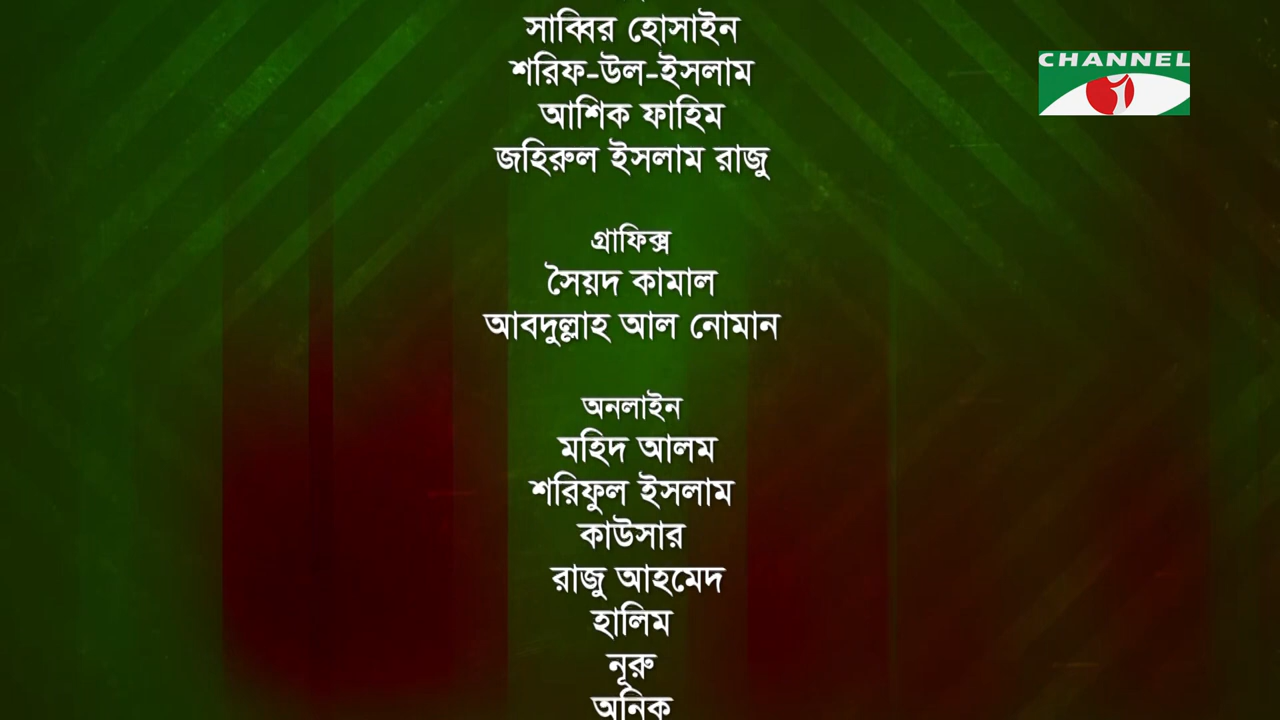 সাব্বির হোসাইন
শরিফ-উল-ইসলাম
CHANNEL
আশিক ফাহিম
জহিরুল ইসলাম রাজু
গ্রাফিক্স
সৈয়দ কামাল
আবদুল্লাহ আল নোমান
অনলাইন
মহিদ আলম
শরিফুল ইসলাম
কাউসার
রাজু আহমেদ
হালিম
নূরু
অনিক